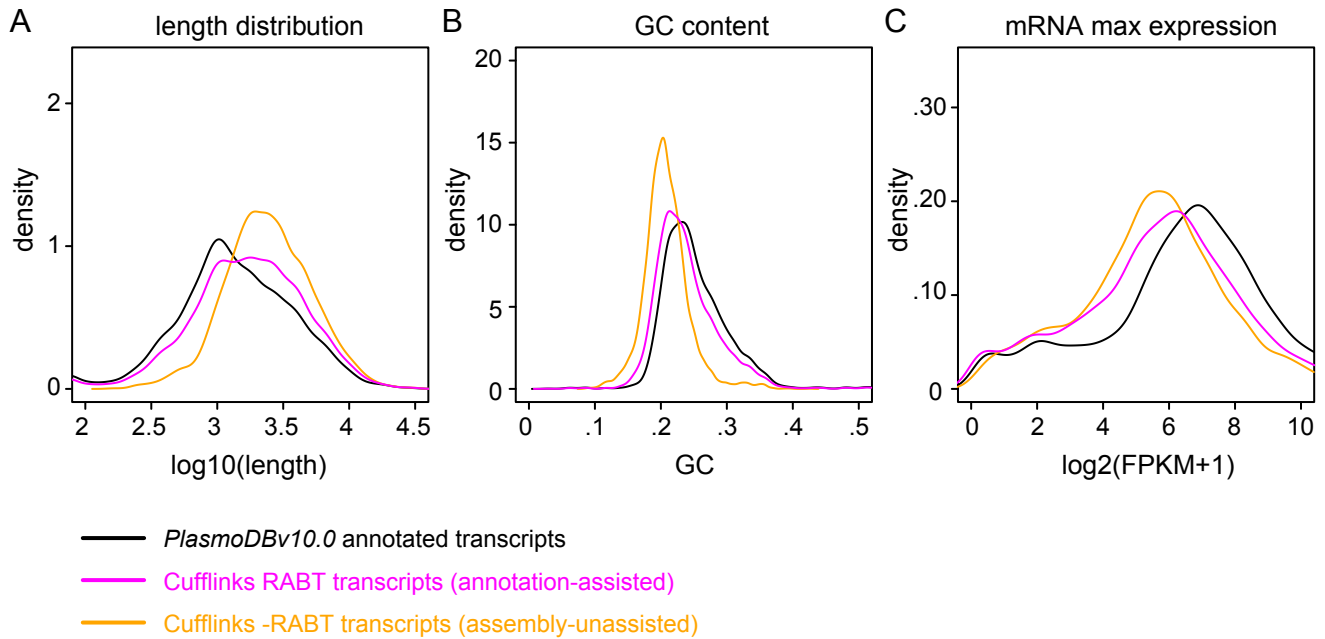 A
length distribution
density
2
1
0
2
2.5
3
3.5
4
4.5
log10(length)
B
GC content
density
20
15
10
5
0
0
.1
.2
.3
.4
.5
GC
C
mRNA max expression
density
.30
.20
.10
0
0
2
4
6
8
10
log2(FPKM+1)
PlasmoDBv10.0 annotated transcripts
Cufflinks RABT transcripts (annotation-assisted)
Cufflinks -RABT transcripts (assembly-unassisted)